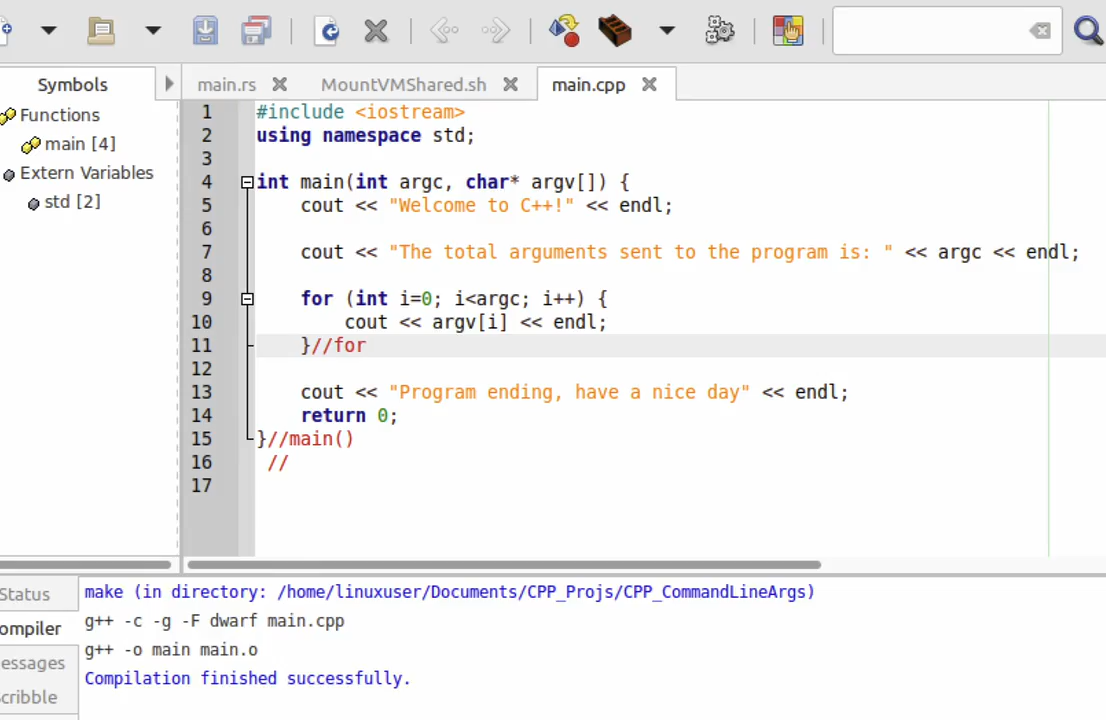 Symbols
main.rs
MountVMShared.sh
main.cpp
Functions
main [4]
Extern Variables
std [2]
1 #include <iostream>
2 using namespace std;
3
4 int main(int argc, char* argv[]) {
5 cout << "Welcome to C++!" << endl;
6
7 cout << "The total arguments sent to the program is: " << argc << endl;
8
9 for (int i=0; i<argc; i++) {
10 cout << argv[i] << endl;
11 }//for
12
13 cout << "Program ending, have a nice day" << endl;
14 return 0;
15 }//main()
16 //
17
Status
ompiler
essages
cribble
make (in directory: /home/linuxuser/Documents/CPP_Projs/CPP_CommandLineArgs)
g++ -c -g -F dwarf main.cpp
g++ -o main main.o
Compilation finished successfully.